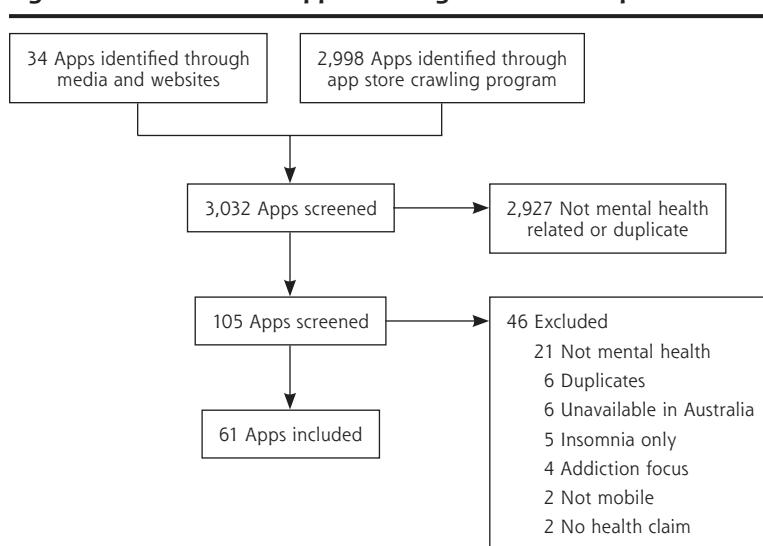 34 Apps identified through
media and websites
2,998 Apps identified through
app store crawling program
3,032 Apps screened
2,927 Not mental health
related or duplicate
105 Apps screened
46 Excluded
21 Not mental health
6 Duplicates
6 Unavailable in Australia
5 Insomnia only
4 Addiction focus
2 Not mobile
2 No health claim
61 Apps included